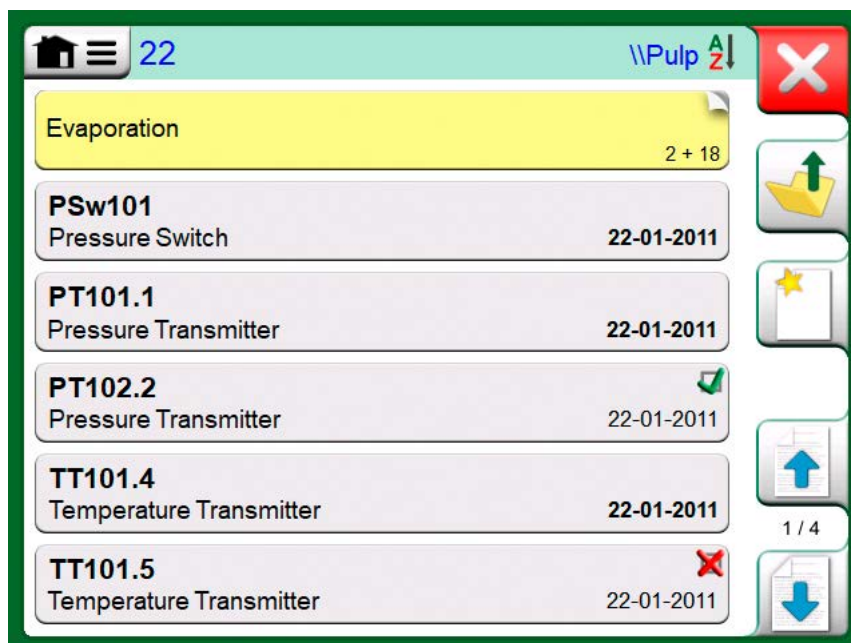 22 \\Pulp AZ
Evaporation
2 + 18
PSw101
Pressure Switch 22-01-2011
PT101.1
Pressure Transmitter 22-01-2011
PT102.2
Pressure Transmitter 22-01-2011
TT101.4
Temperature Transmitter 22-01-2011
1 / 4
TT101.5
Temperature Transmitter 22-01-2011